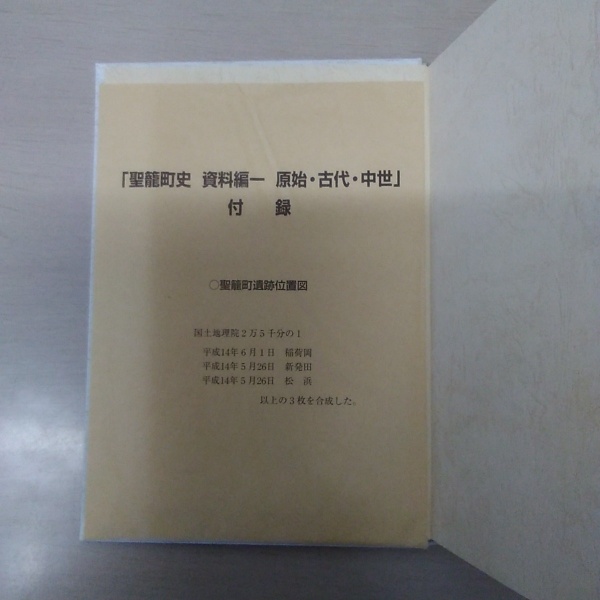 「聖籠町史 資料編一 原始・古代・中世」
付 録
○聖籠町遺跡位置図
国土地理院2万5千分の1
平成14年6月1日 稲荷岡
平成14年5月26日 新発田
平成14年5月26日 松 浜
以上の3枚を合成した。